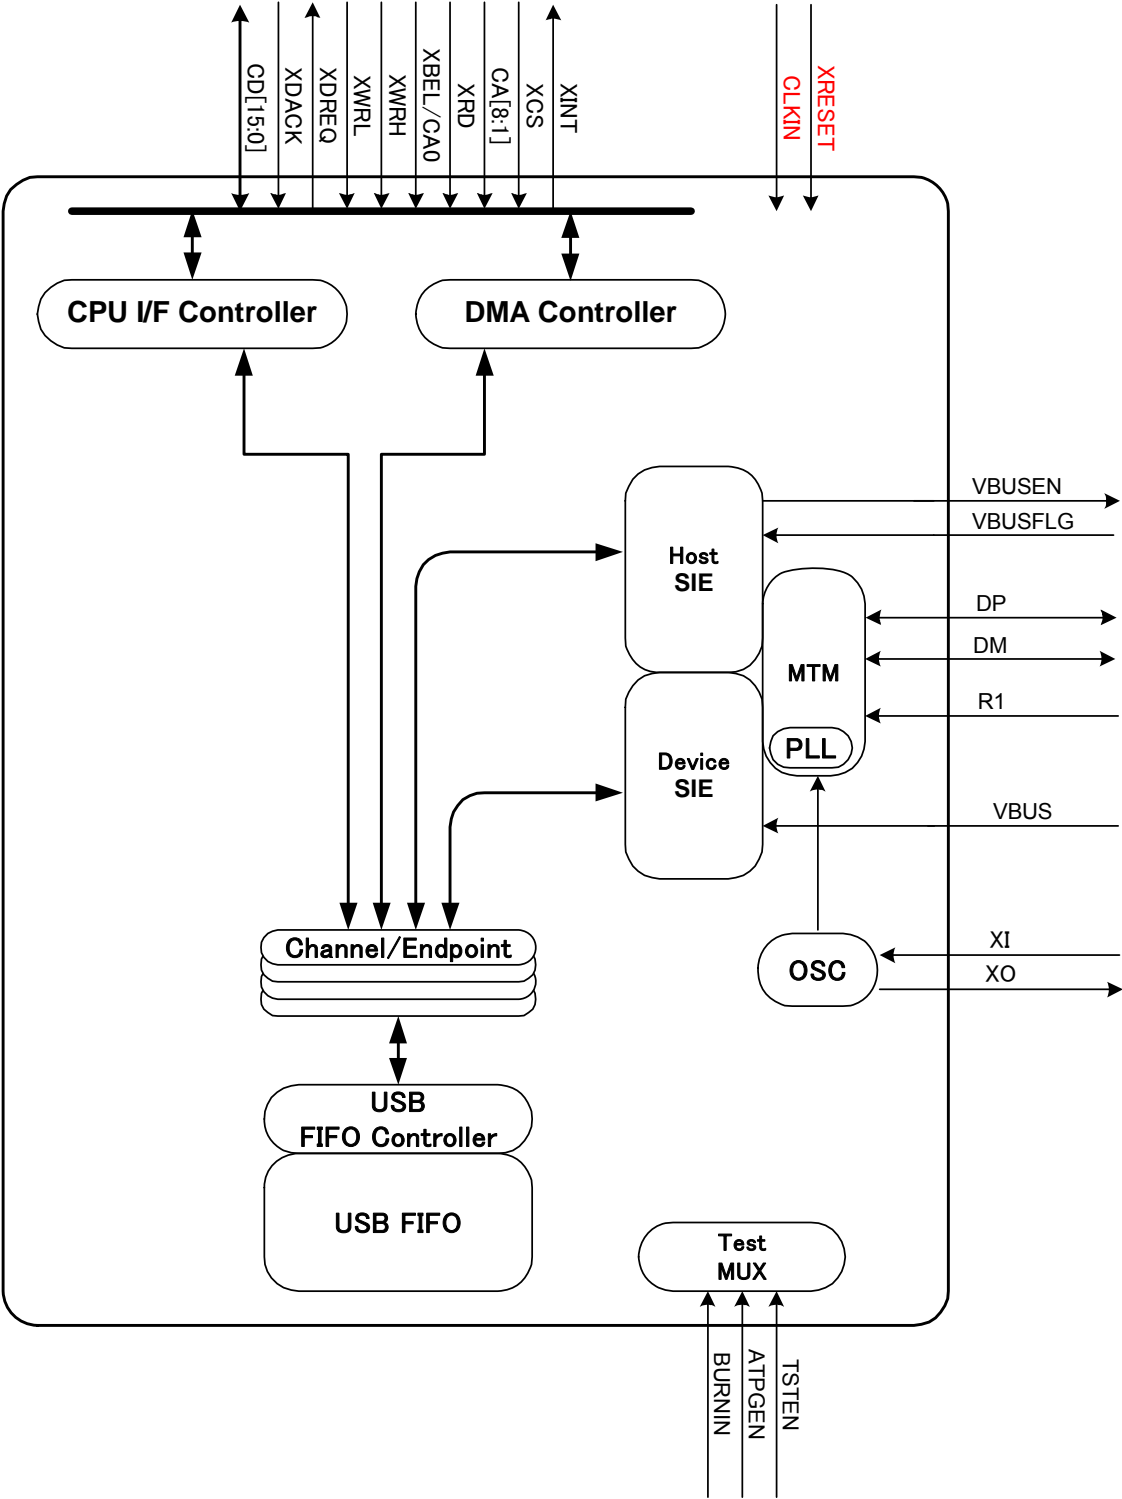 CD[15:0]
XDACK
XDREQ
XWRL
XWRH
XBEL/CA0
XRD
CA[8:1]
XCS
XINT
CLKIN
XRESET
CPU I/F Controller
DMA Controller
Host
SIE
VBUSEN
VBUSFLG
DP
DM
MTM
R1
PLL
Device
SIE
VBUS
Channel/Endpoint
OSC
XI
XO
USB
FIFO Controller
USB FIFO
Test
MUX
BURNIN
ATPGEN
TSTEN